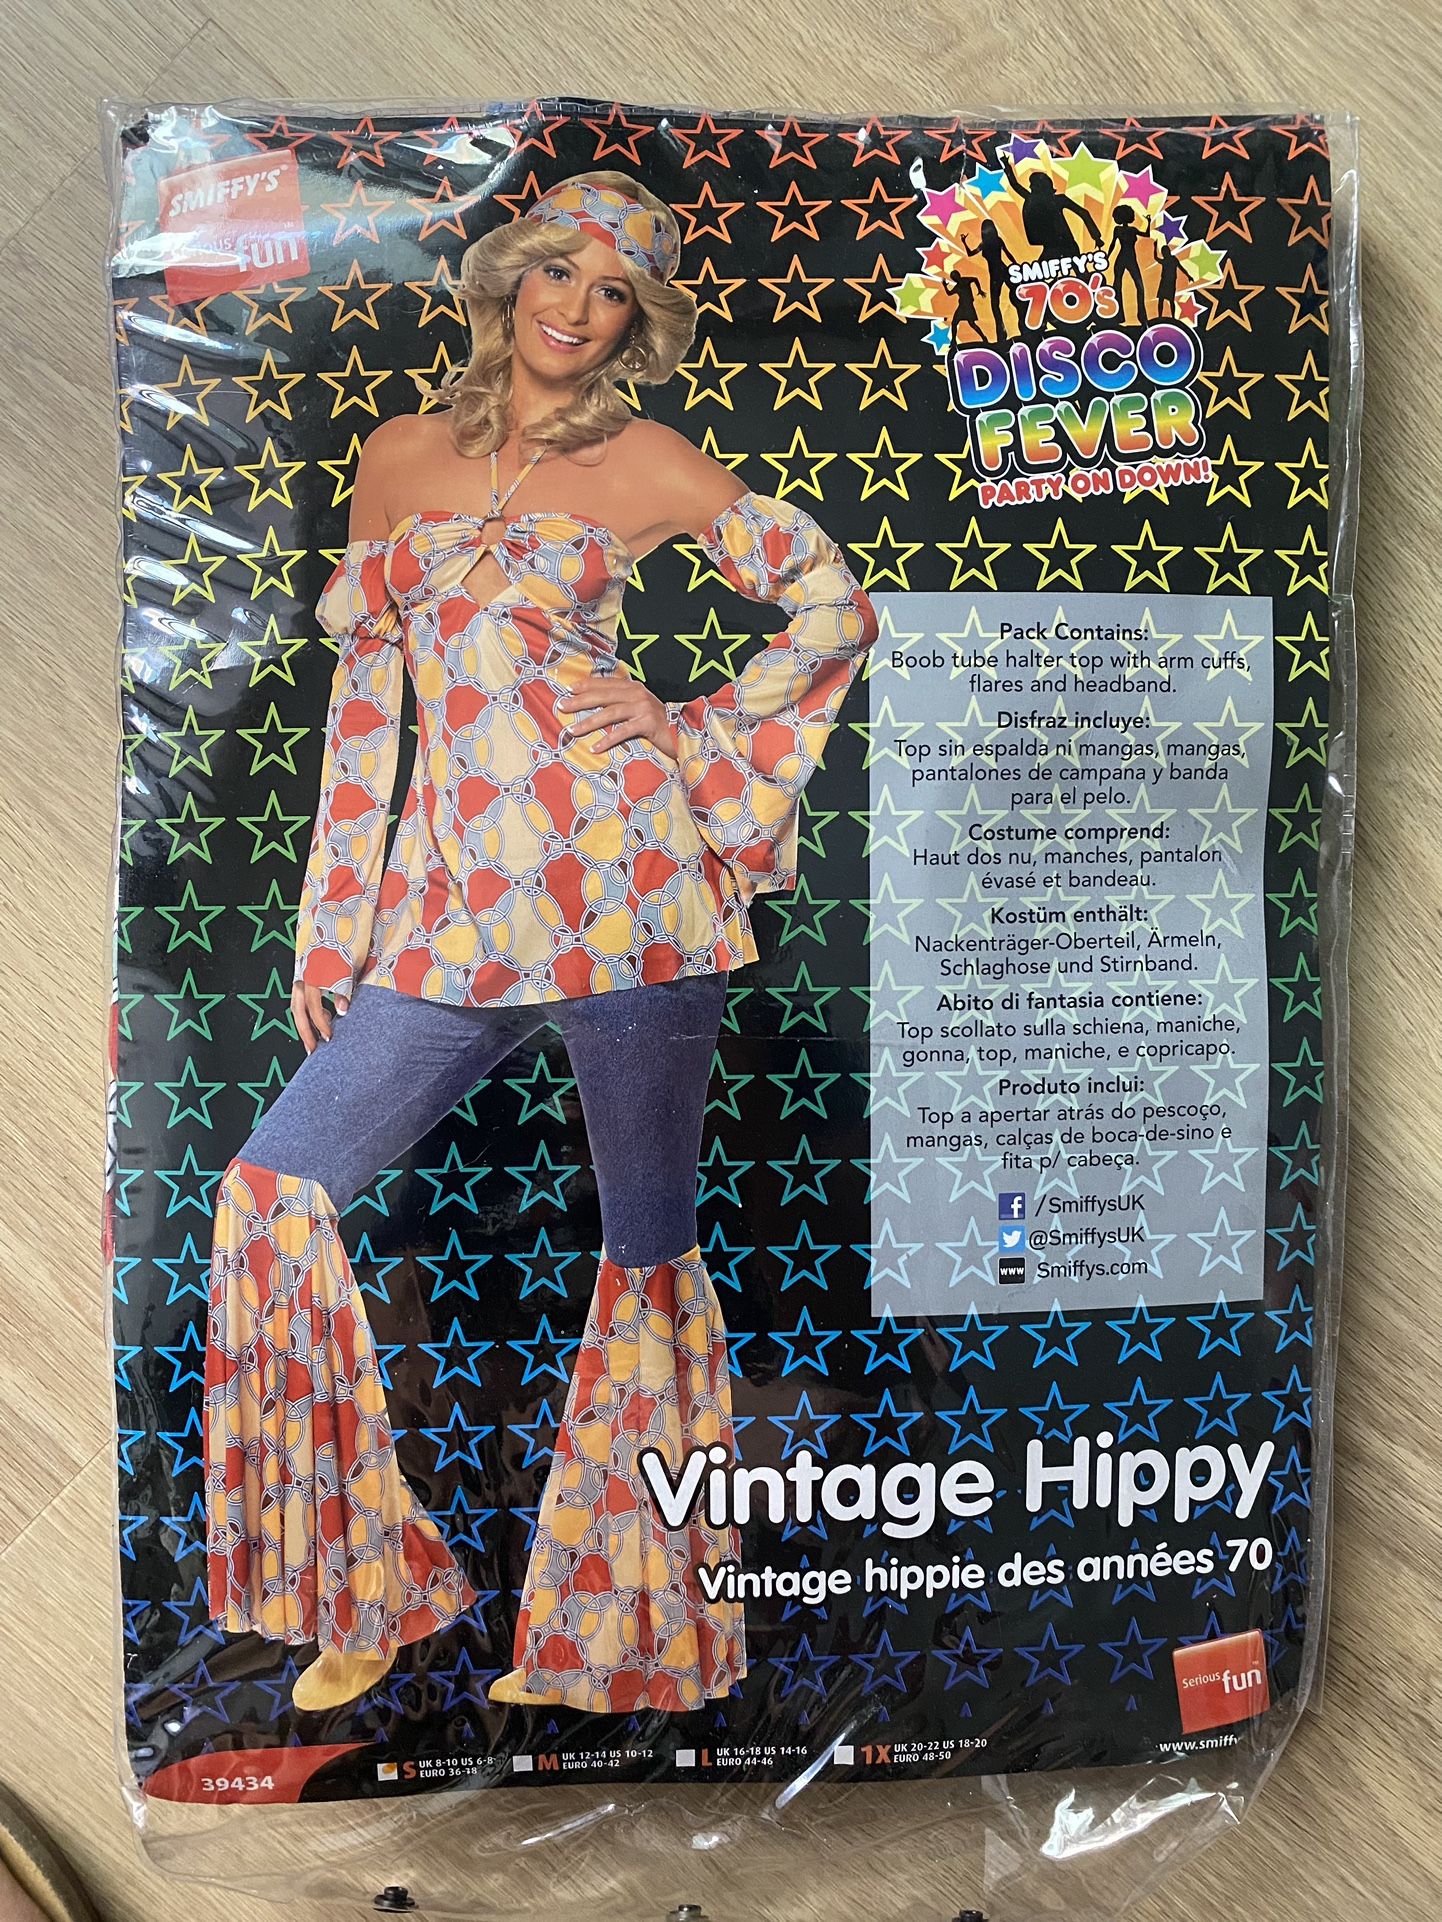 SMIFFY'S
serious fun
SMIFFY'S
70's
DISCO
FEVER
PARTY ON DOWN!
Pack Contains:
Boob tube halter top with arm cuffs,
flares and headband.
Disfraz incluye:
Top sin espalda ni mangas, mangas,
pantalones de campana y banda
para el pelo.
Costume comprend:
Haut dos nu, manches, pantalon
évasé et bandeau.
Kostüm enthält:
Nackenträger-Oberteil, Ärmeln,
Schlaghose und Stirnband.
Abito di fantasia contiene:
Top scollato sulla schiena, maniche,
gonna, top, maniche, e copricapo.
Produto inclui:
Top a apertar atrás do pescoço,
mangas, calças de boca-de-sino e
fita p/ cabeça.
/SmiffysUK
@SmiffysUK
www Smiffys.com
Vintage Hippy
Vintage hippie des années 70
Serious fun
www.smiffy
39434
S UK 8-10 US 6-8
EURO 36-38
M UK 12-14 US 10-12
EURO 40-42
L UK 16-18 US 14-16
EURO 44-46
1X UK 20-22 US 18-20
EURO 48-50